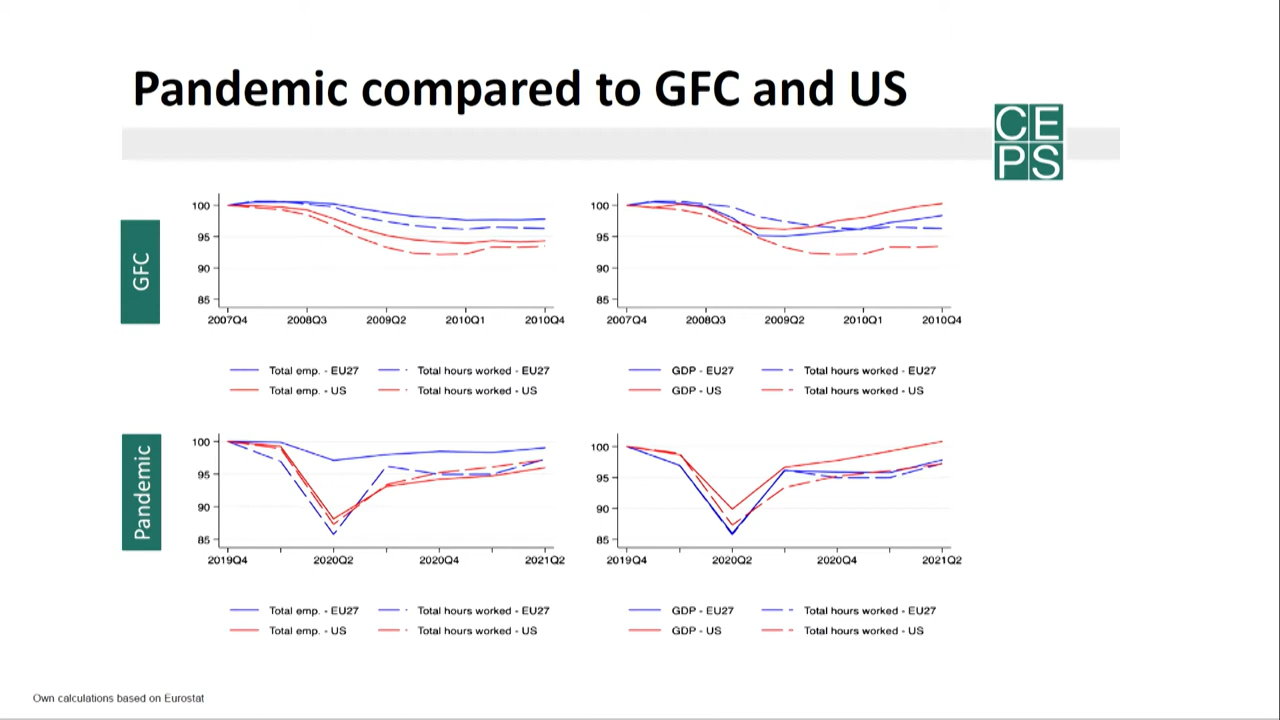 Pandemic compared to GFC and US
CE
PS
GFC
100
95
90
85
2007Q4 2008Q3 2009Q2 2010Q1 2010Q4
Total emp. - EU27 Total hours worked - EU27
Total emp. - US Total hours worked - US
100
95
90
85
2007Q4 2008Q3 2009Q2 2010Q1 2010Q4
GDP - EU27 Total hours worked - EU27
GDP - US Total hours worked - US
Pandemic
100
95
90
85
2019Q4 2020Q2 2020Q4 2021Q2
Total emp. - EU27 Total hours worked - EU27
Total emp. - US Total hours worked - US
100
95
90
85
2019Q4 2020Q2 2020Q4 2021Q2
GDP - EU27 Total hours worked - EU27
GDP - US Total hours worked - US
Own calculations based on Eurostat